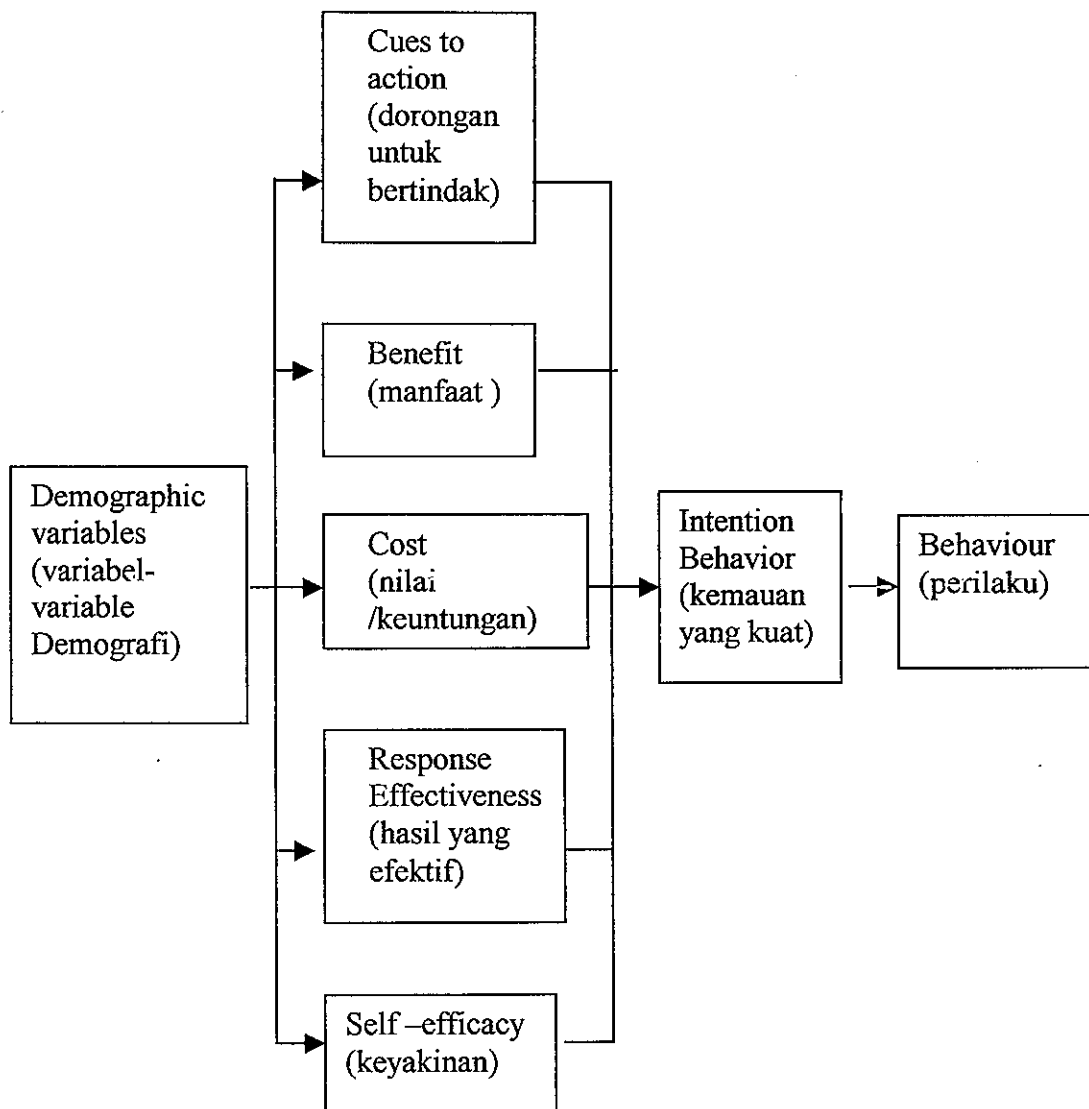 Cues to
action
(dorongan
untuk
bertindak)
Benefit
(manfaat )
Demographic
variables
(variabel-
variable
Demografi)
Cost
(nilai
/keuntungan)
Intention
Behavior
(kemauan
yang kuat)
Behaviour
(perilaku)
Response
Effectiveness
(hasil yang
efektif)
Self –efficacy
(keyakinan)